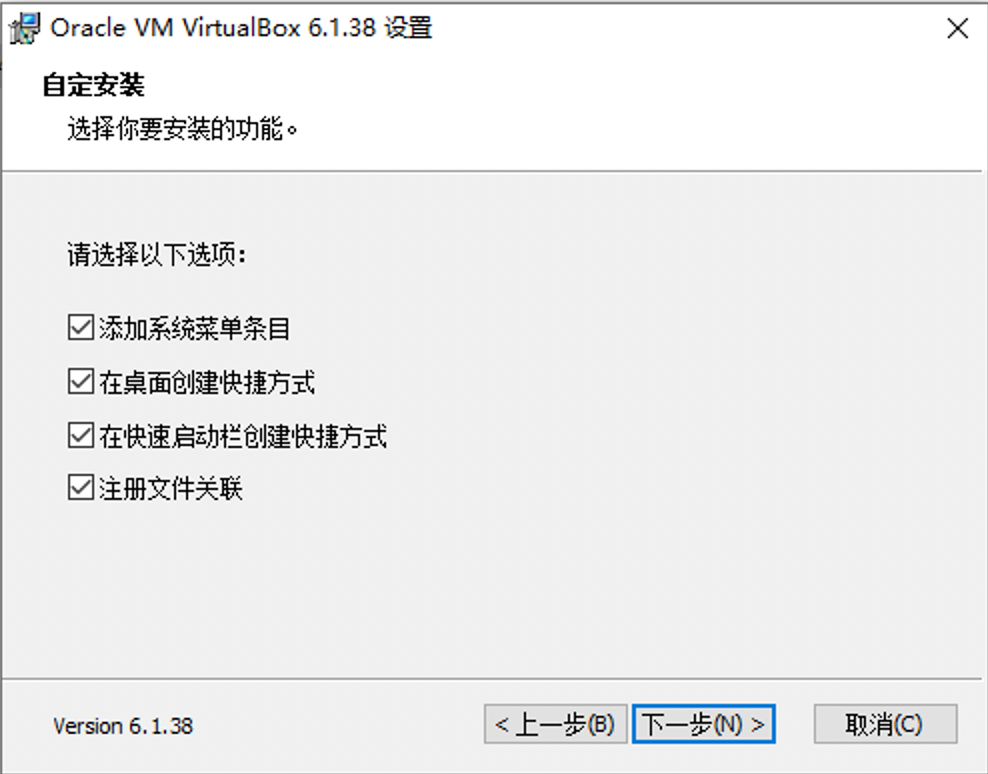 Oracle VM VirtualBox 6.1.38 设置
自定安装
选择你要安装的功能。
请选择以下选项：
添加系统菜单条目
在桌面创建快捷方式
在快速启动栏创建快捷方式
注册文件关联
Version 6.1.38
< 上一步(B)
下一步(N) >
取消(C)